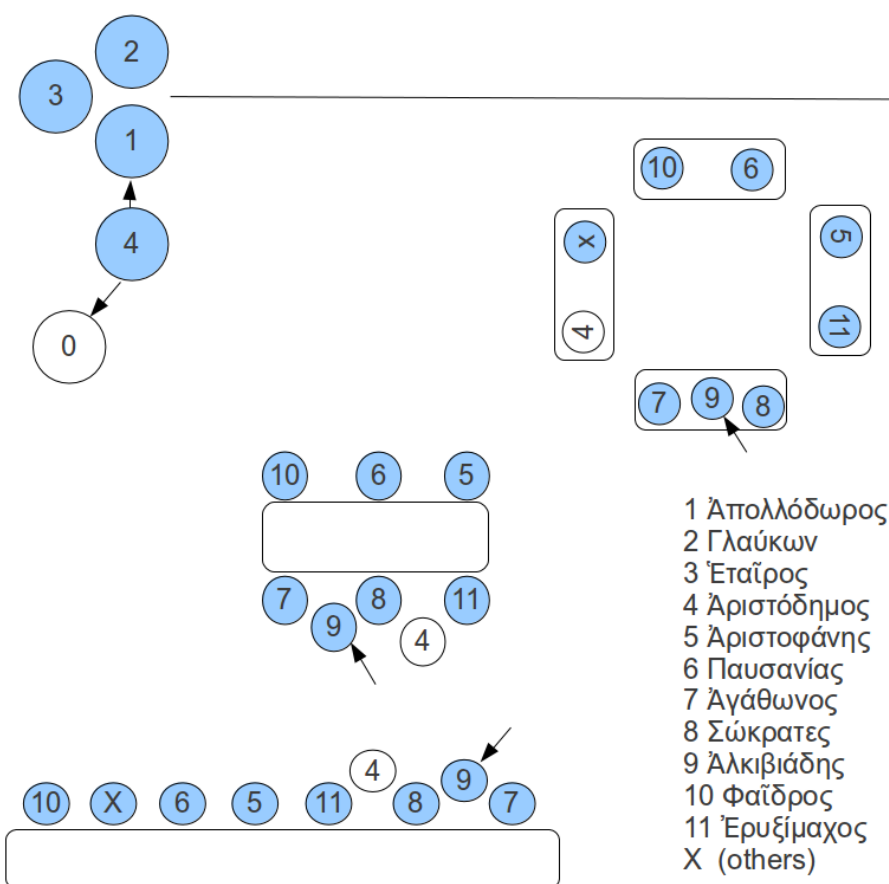 2
3
1
4
0
10 6
x 5
4 11
7 9 8
10 6 5
7 9 8 4 11
10 X 6 5 11 4 8 9 7
1 Ἀπολλόδωρος
2 Γλαύκων
3 Ἑταῖρος
4 Ἀριστόδημος
5 Ἀριστοφάνης
6 Παυσανίας
7 Ἀγάθωνος
8 Σώκρατες
9 Ἀλκιβιάδης
10 Φαῖδρος
11 Ἐρυξίμαχος
X (others)